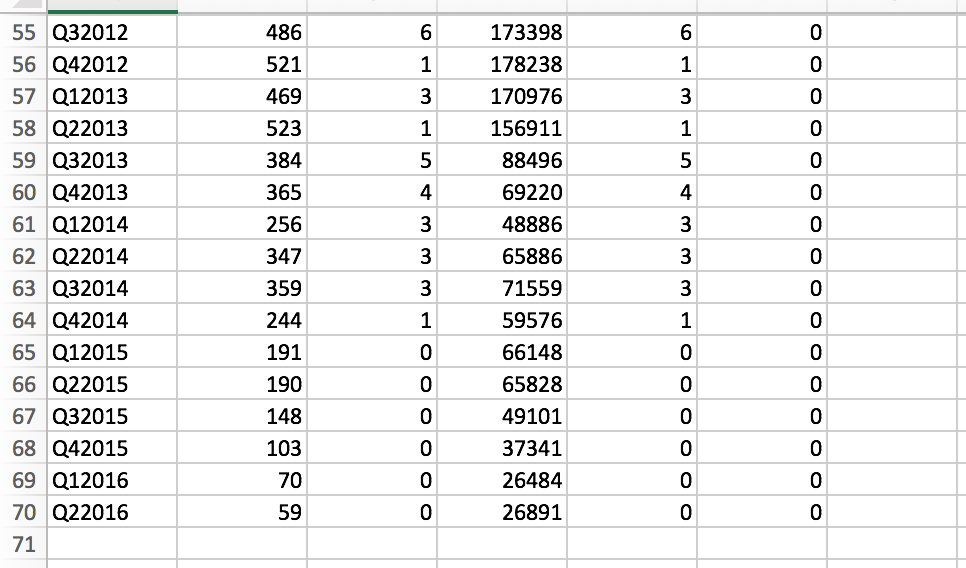 55 Q32012 486 6 173398 6 0
56 Q42012 521 1 178238 1 0
57 Q12013 469 3 170976 3 0
58 Q22013 523 1 156911 1 0
59 Q32013 384 5 88496 5 0
60 Q42013 365 4 69220 4 0
61 Q12014 256 3 48886 3 0
62 Q22014 347 3 65886 3 0
63 Q32014 359 3 71559 3 0
64 Q42014 244 1 59576 1 0
65 Q12015 191 0 66148 0 0
66 Q22015 190 0 65828 0 0
67 Q32015 148 0 49101 0 0
68 Q42015 103 0 37341 0 0
69 Q12016 70 0 26484 0 0
70 Q22016 59 0 26891 0 0
71